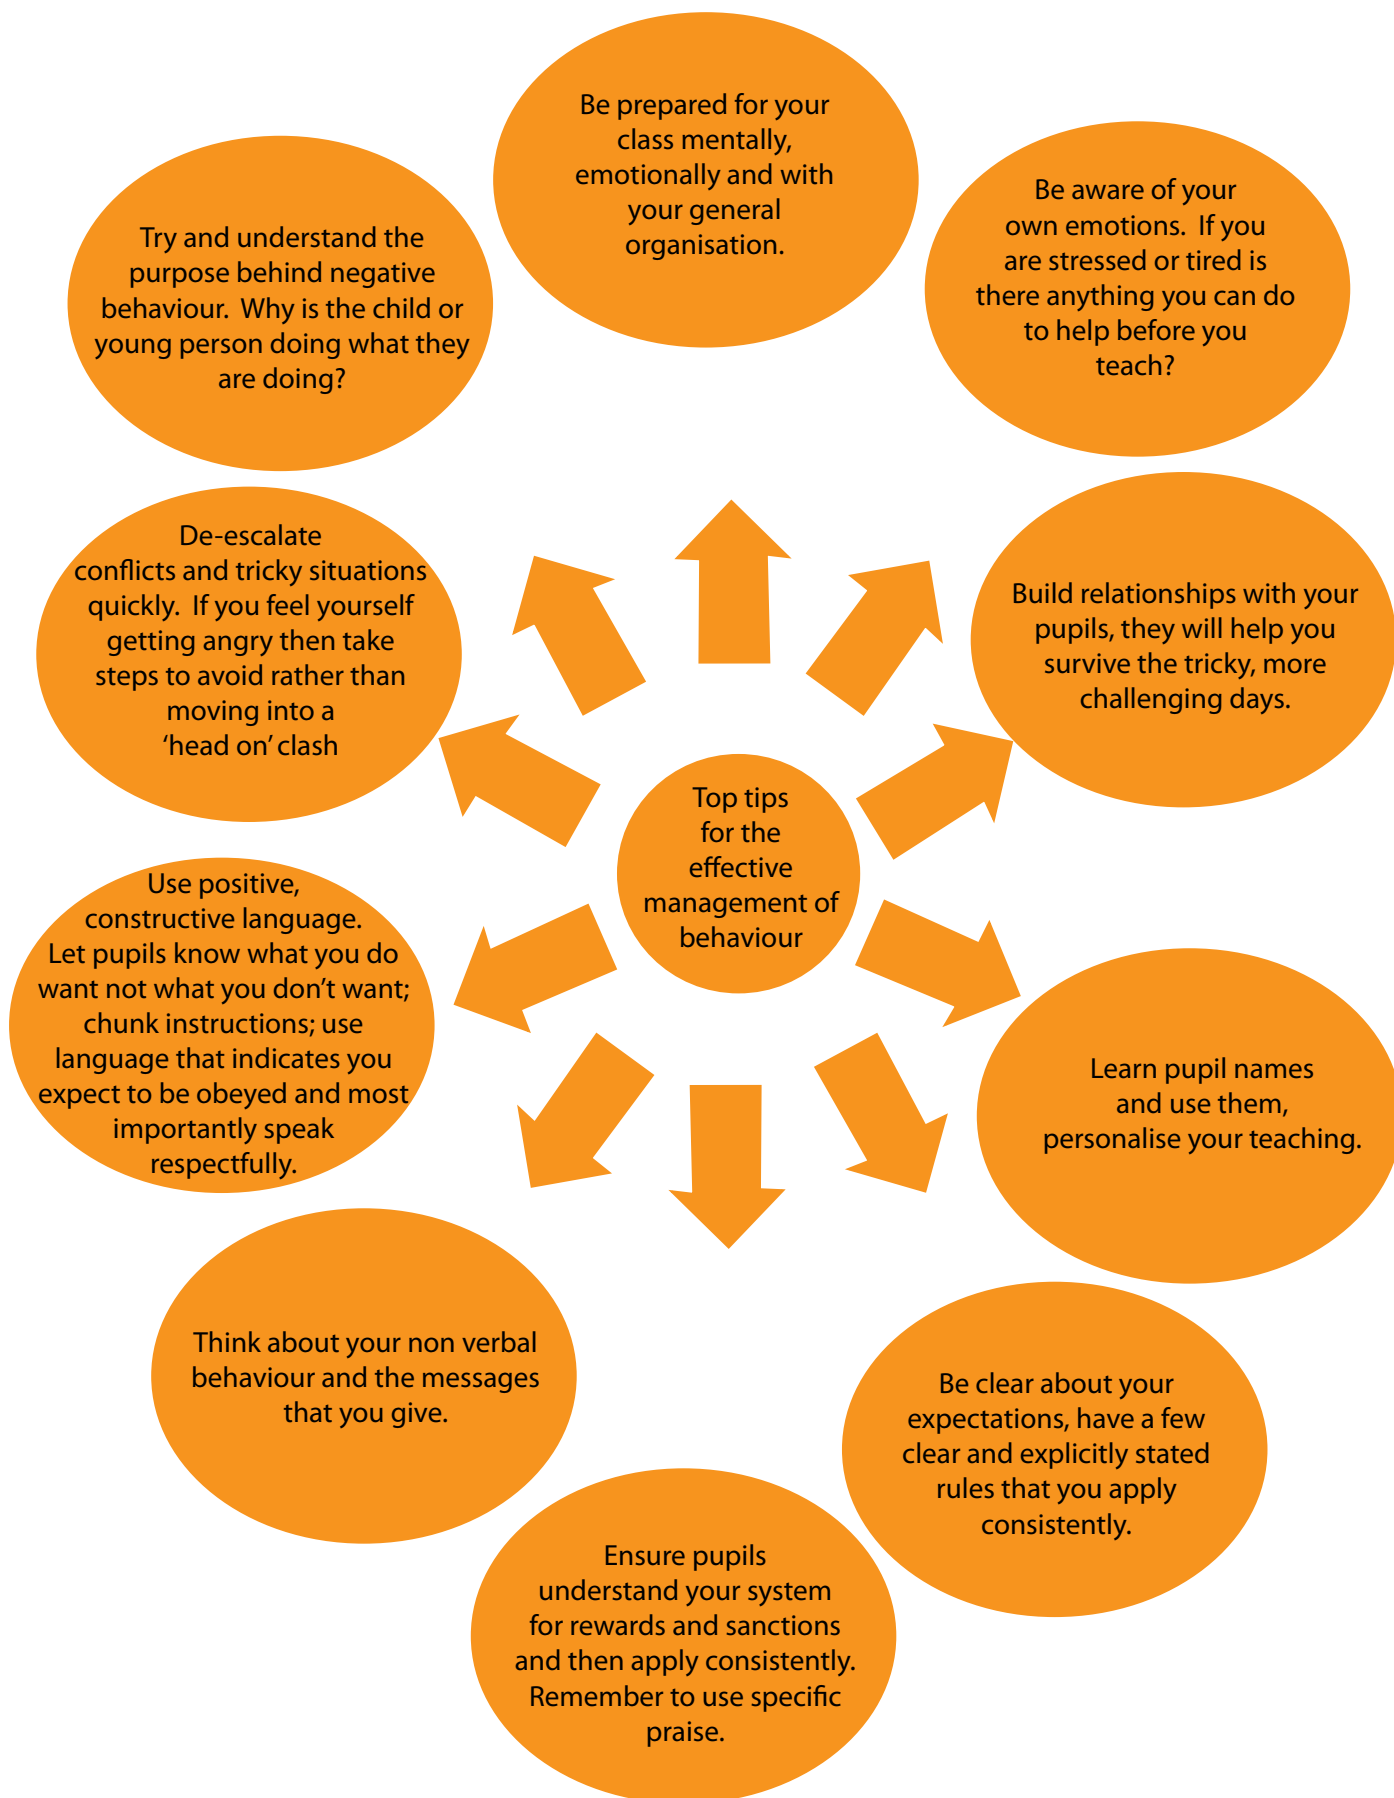 Be prepared for your
class mentally,
emotionally and with
your general
organisation.
Be aware of your
own emotions.  If you
are stressed or tired is
there anything you can do
to help before you
teach?
Build relationships with your
pupils, they will help you
survive the tricky, more
challenging days.
Learn pupil names
and use them,
personalise your teaching.
Be clear about your
expectations, have a few
clear and explicitly stated
rules that you apply
consistently.
Ensure pupils
understand your system
for rewards and sanctions
and then apply consistently.
Remember to use specific
praise.
Think about your non verbal
behaviour and the messages
that you give.
Use positive,
constructive language.
Let pupils know what you do
want not what you don’t want;
chunk instructions; use
language that indicates you
expect to be obeyed and most
importantly speak
respectfully.
De-escalate
conflicts and tricky situations
quickly.  If you feel yourself
getting angry then take
steps to avoid rather than
moving into a
‘head on’ clash
Try and understand the
purpose behind negative
behaviour.  Why is the child or
young person doing what they
are doing?
Top tips
for the
effective
management of
behaviour